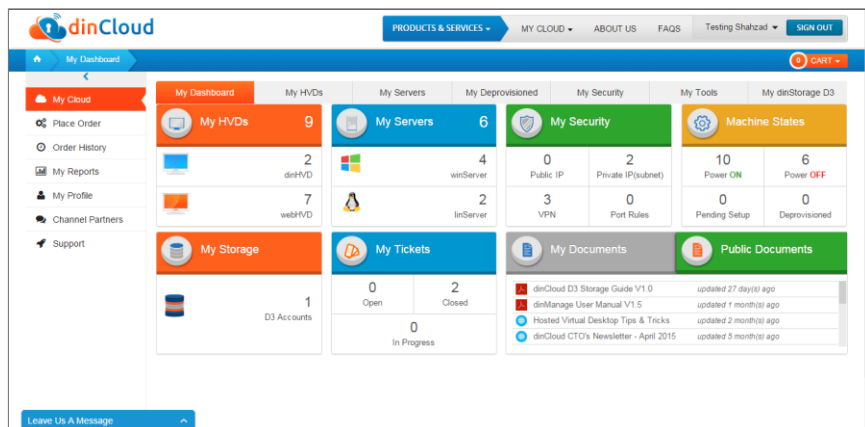 dinCloud
PRODUCTS & SERVICES MY CLOUD ABOUT US FAQS Testing Shahzad SIGN OUT
My Dashboard 0 CART
My Cloud
Place Order
Order History
My Reports
My Profile
Channel Partners
Support
My Dashboard My HVDs My Servers My Deprovisioned My Security My Tools My dinStorage D3
My HVDs 9
2
dinHVD
7
webHVD
My Servers 6
4
winServer
2
linServer
My Security
0 2
Public IP Private IP(subnet)
3 0
VPN Port Rules
Machine States
10 6
Power ON Power OFF
0 0
Pending Setup Deprovisioned
My Storage
1
D3 Accounts
My Tickets
0 2
Open Closed
0
In Progress
My Documents Public Documents
dinCloud D3 Storage Guide V1.0 updated 27 day(s) ago
dinManage User Manual V1.5 updated 1 month(s) ago
Hosted Virtual Desktop Tips & Tricks updated 2 month(s) ago
dinCloud CTO's Newsletter - April 2015 updated 5 month(s) ago
Leave Us A Message